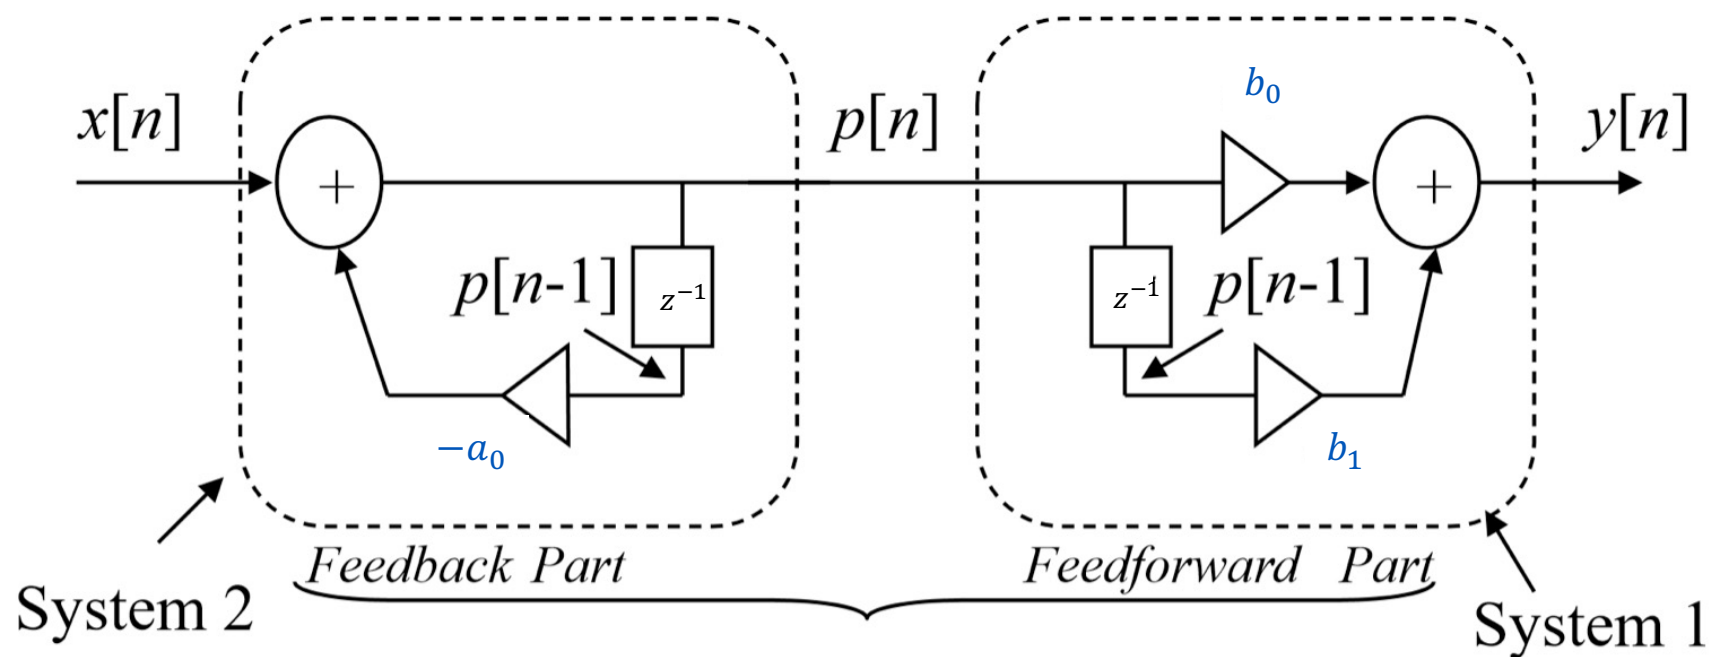 b₀
x[n]
p[n]
y[n]
+
+
p[n-1]
z⁻¹
z⁻¹
p[n-1]
−a₀
b₁
Feedback Part
Feedforward Part
System 2
System 1